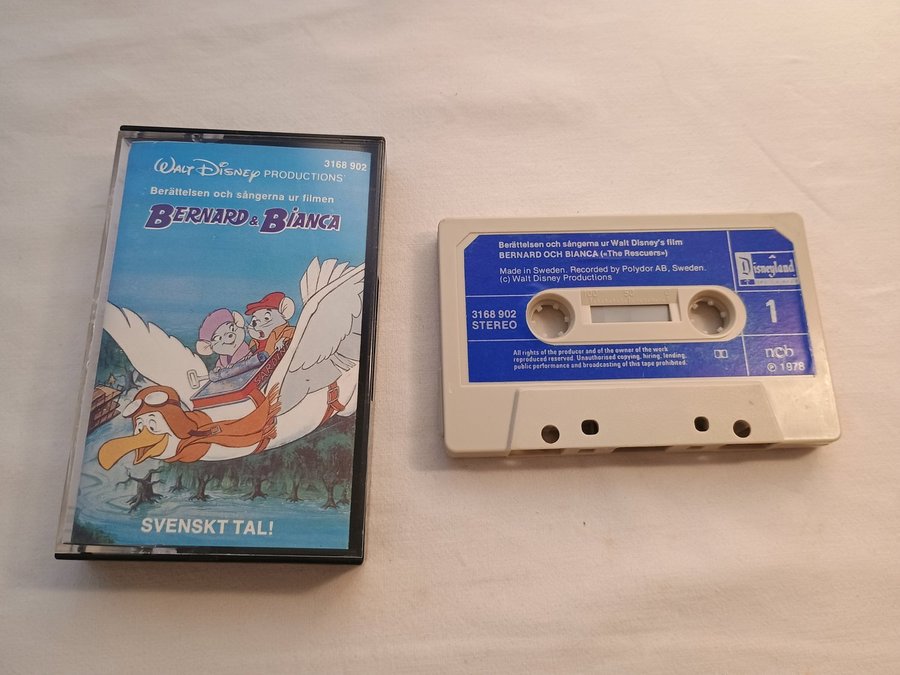 WALT DISNEY PRODUCTIONS
3168 902
Berättelsen och sångerna ur filmen
BERNARD & BIANCA
SVENSKT TAL!
Berättelsen och sångerna ur Walt Disney's film
BERNARD OCH BIANCA («The Rescuers»)
Made in Sweden. Recorded by Polydor AB, Sweden.
(c) Walt Disney Productions
Disneyland
3168 902
STEREO
1
All rights of the producer and of the owner of the work
reproduced reserved. Unauthorised copying, hiring, lending,
public performance and broadcasting of this tape prohibited.
ncb
℗ 1978